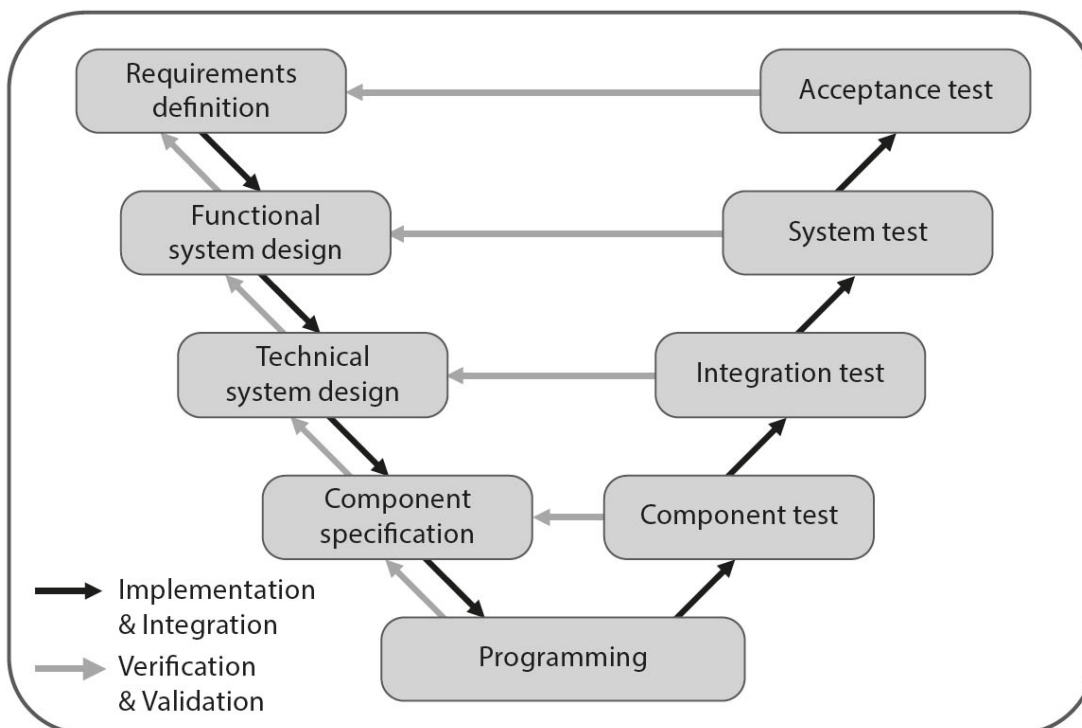 Requirements
definition
Acceptance test
Functional
system design
System test
Technical
system design
Integration test
Component
specification
Component test
Programming
Implementation
& Integration
Verification
& Validation